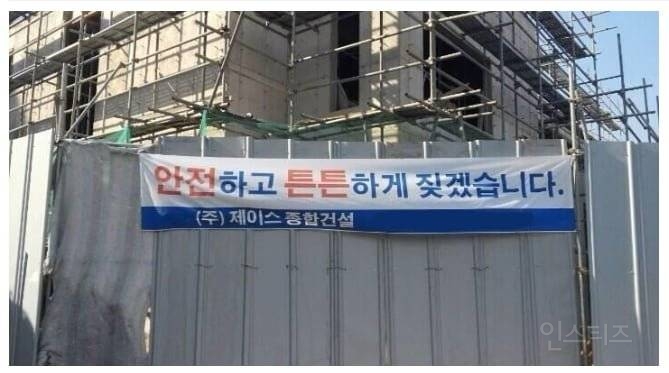 안전하고 튼튼하게 짖겠습니다.
(주) 제이스 종합건설
인스티즈